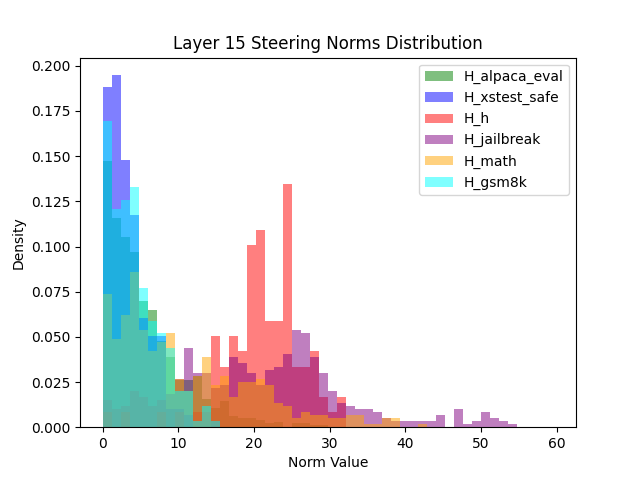 Layer 15 Steering Norms Distribution
0.200
0.175
0.150
0.125
0.100
0.075
0.050
0.025
0.000
Density
H_alpaca_eval
H_xstest_safe
H_h
H_jailbreak
H_math
H_gsm8k
0 10 20 30 40 50 60
Norm Value